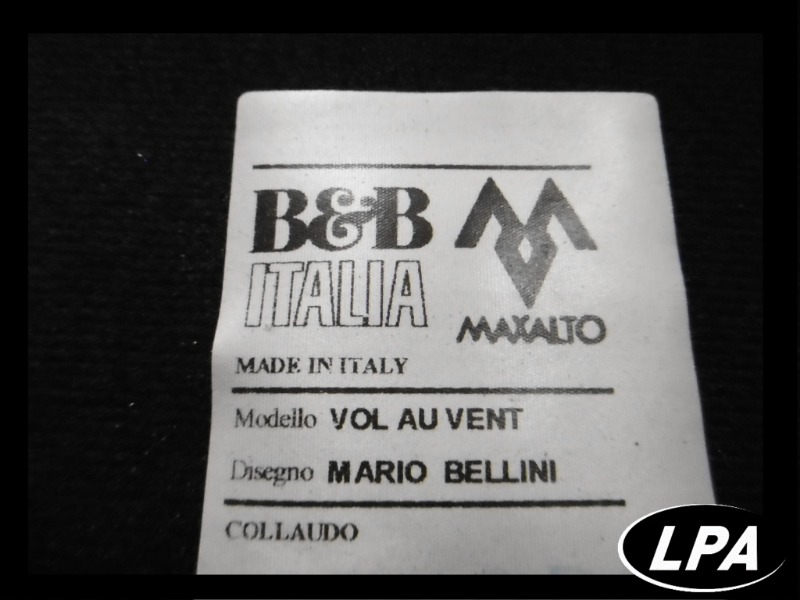 B&B
ITALIA
MAXALTO
MADE IN ITALY
Modello VOL AU VENT
Disegno MARIO BELLINI
COLLAUDO
LPA